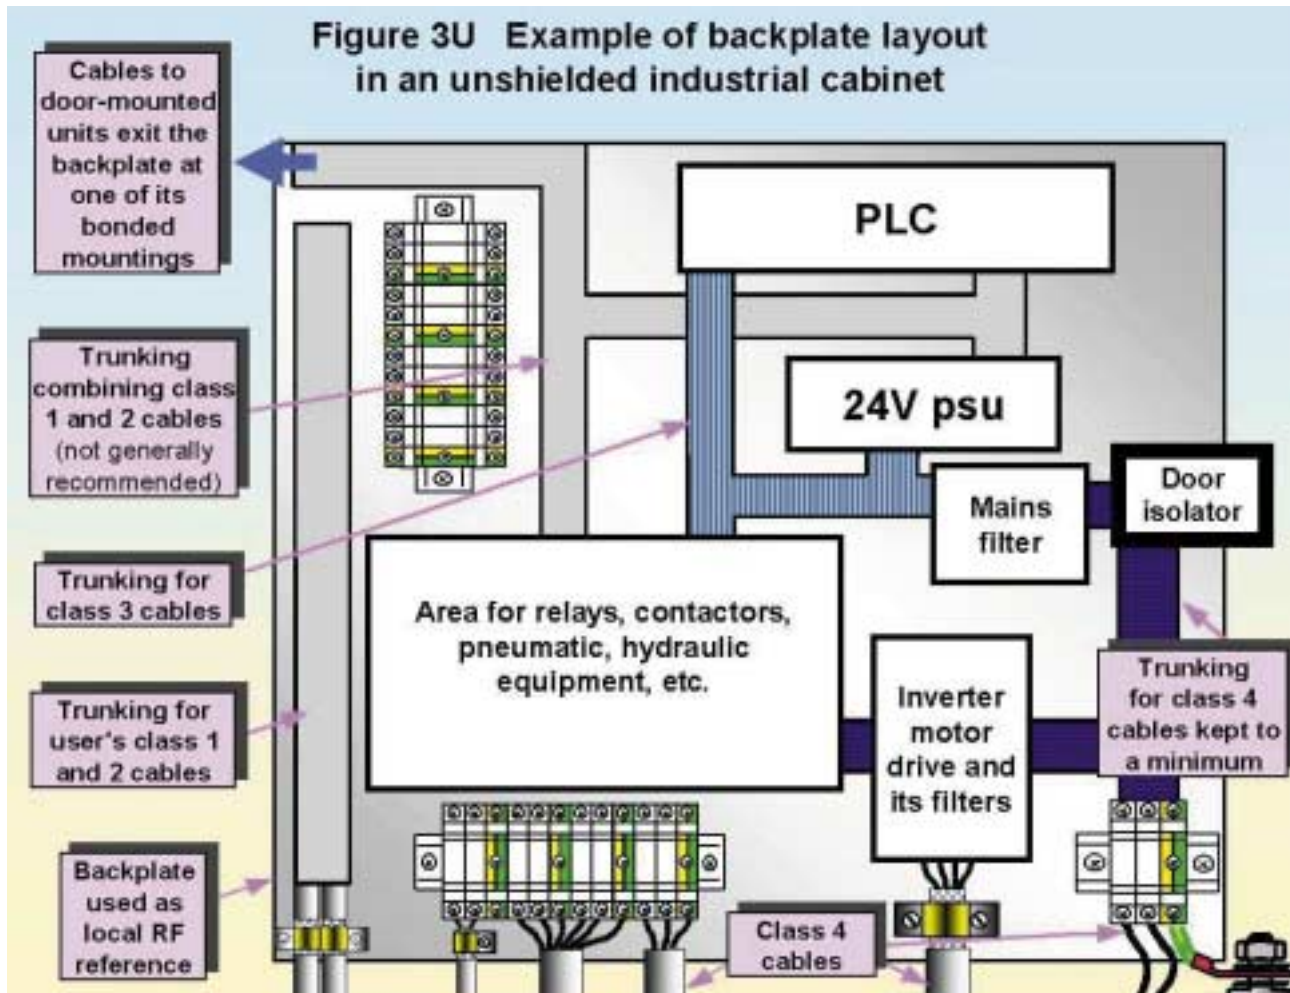 Figure 3U Example of backplate layout
in an unshielded industrial cabinet
Cables to
door-mounted
units exit the
backplate at
one of its
bonded
mountings
PLC
Trunking
combining class
1 and 2 cables
(not generally
recommended)
24V psu
Mains
filter
Door
isolator
Trunking for
class 3 cables
Area for relays, contactors,
pneumatic, hydraulic
equipment, etc.
Trunking for
user's class 1
and 2 cables
Inverter
motor
drive and
its filters
Trunking
for class 4
cables kept to
a minimum
Backplate
used as
local RF
reference
Class 4
cables